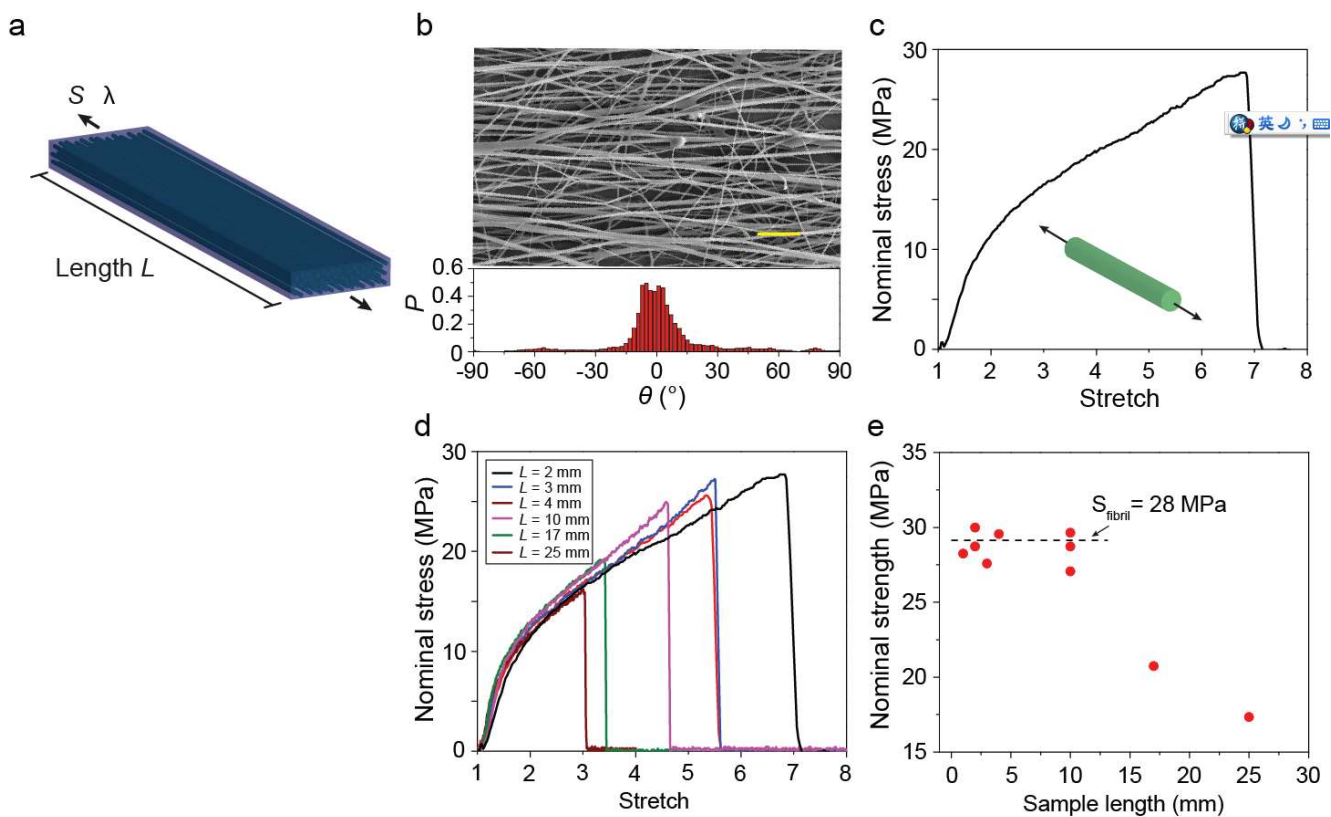 a
S λ
Length L
b
P
0.6
0.4
0.2
0
-90 -60 -30 0 30 60 90
θ (°)
c
Nominal stress (MPa)
30
20
10
0
1 2 3 4 5 6 7 8
Stretch
英
d
Nominal stress (MPa)
30
20
10
0
L = 2 mm
L = 3 mm
L = 4 mm
L = 10 mm
L = 17 mm
L = 25 mm
1 2 3 4 5 6 7 8
Stretch
e
Nominal strength (MPa)
35
30
25
20
15
Sfibril = 28 MPa
0 5 10 15 20 25 30
Sample length (mm)